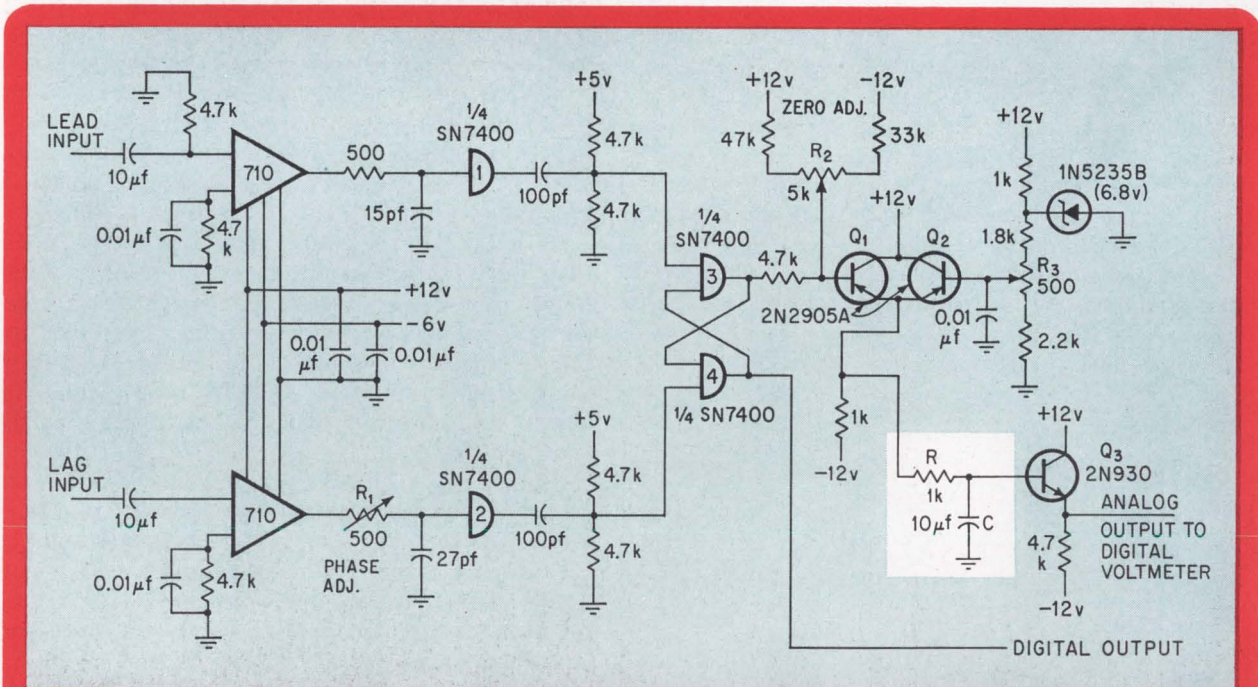 LEAD
INPUT
10μf
4.7k
0.01μf
4.7
k
710
500
15pf
1/4
SN7400
1
100pf
+5v
4.7k
4.7k
+12v
-6v
0.01
μf
0.01μf
LAG
INPUT
10μf
0.01μf
4.7k
710
R1
500
PHASE
ADJ.
27pf
1/4
SN7400
2
100pf
+5v
4.7k
4.7k
1/4
SN7400
3
4
1/4 SN7400
4.7k
+12v
-12v
ZERO ADJ.
47k
R2
5k
33k
+12v
Q1
Q2
2N2905A
0.01
μf
+12v
1k
1N5235B
(6.8v)
1.8k
R3
500
2.2k
1k
-12v
R
1k
10μf
C
+12v
Q3
2N930
ANALOG
OUTPUT TO
DIGITAL
VOLTMETER
4.7
k
-12v
DIGITAL OUTPUT